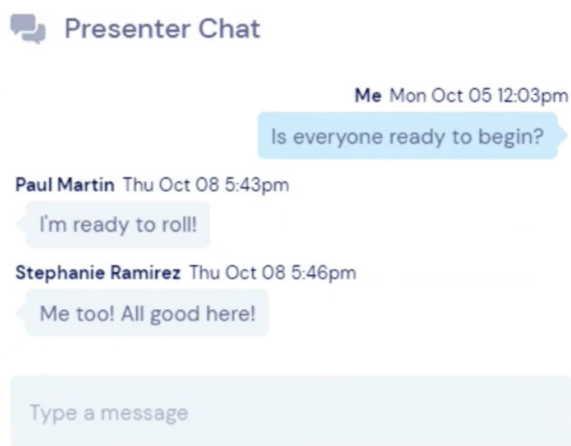 Presenter Chat
Me Mon Oct 05 12:03pm
Is everyone ready to begin?
Paul Martin Thu Oct 08 5:43pm
I'm ready to roll!
Stephanie Ramirez Thu Oct 08 5:46pm
Me too! All good here!
Type a message